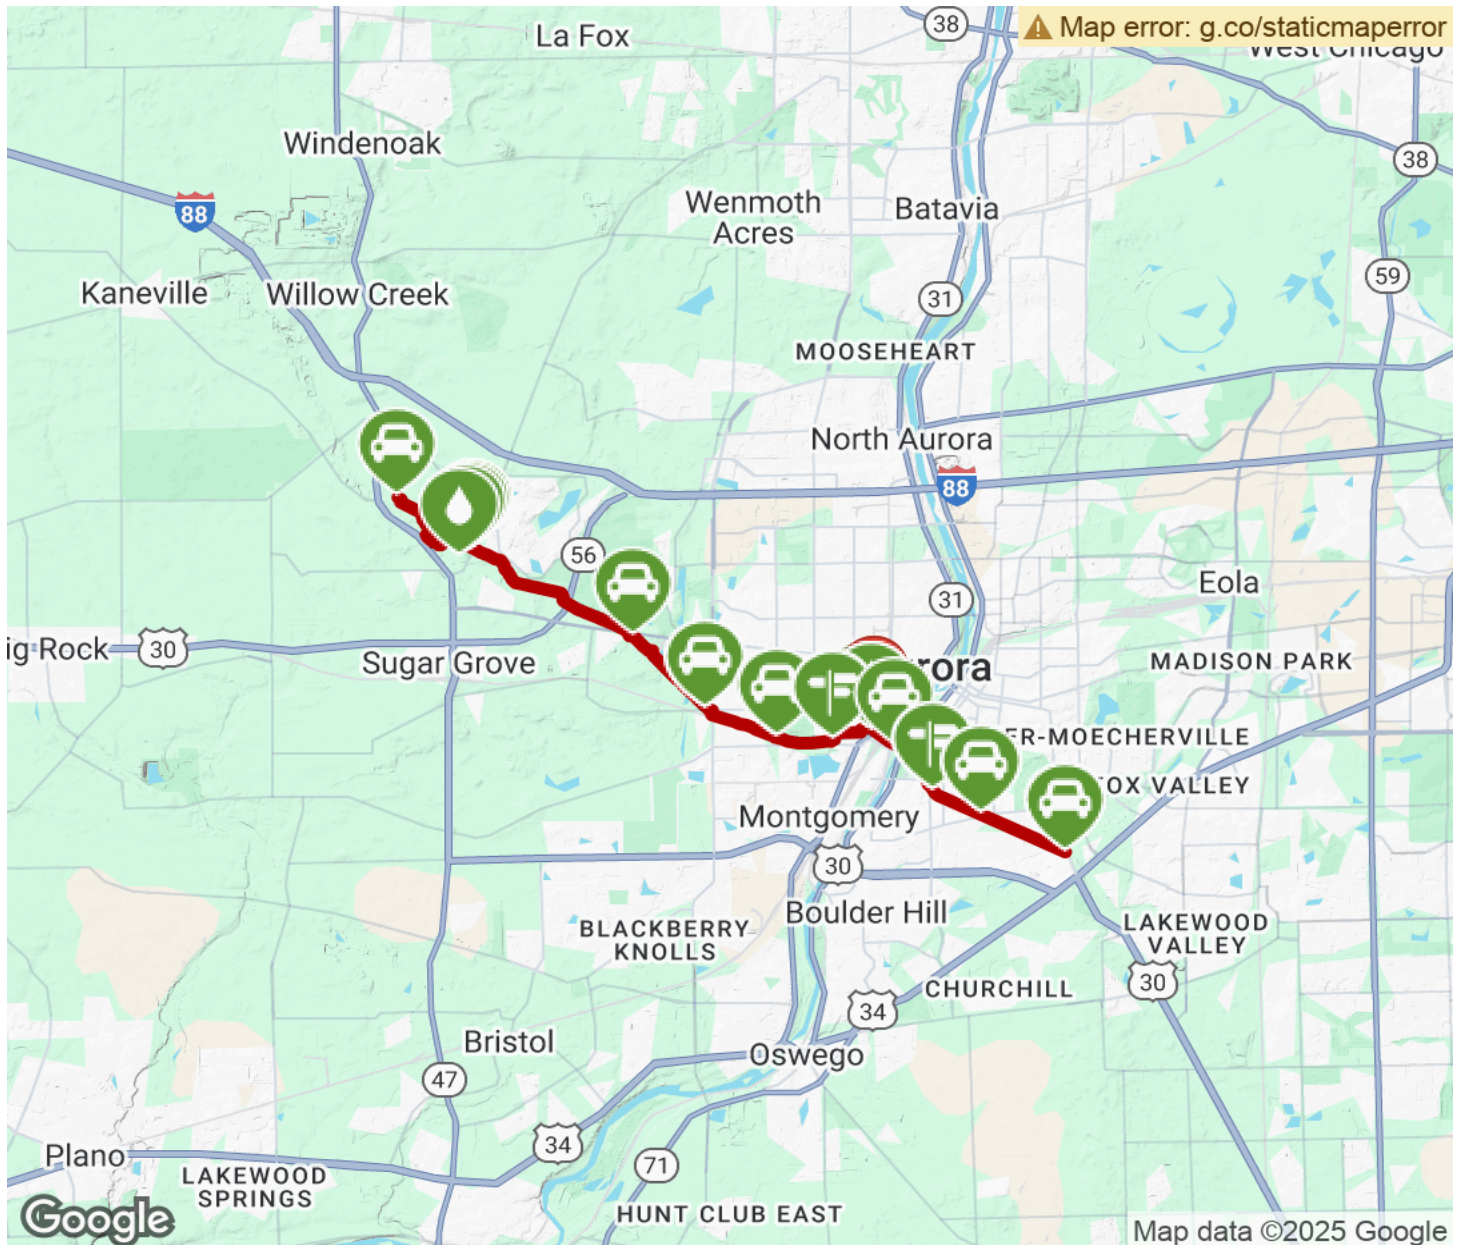 La Fox
38
Map error: g.co/staticmaperror
West Chicago
Windenoak
38
88
Wenmoth
Acres
Batavia
59
Kaneville
Willow Creek
31
MOOSEHEART
North Aurora
88
56
Eola
31
ig Rock
30
Sugar Grove
rora
MADISON PARK
ER-MOECHERVILLE
OX VALLEY
Montgomery
30
Boulder Hill
BLACKBERRY
KNOLLS
LAKEWOOD
VALLEY
CHURCHILL
30
34
Bristol
Oswego
47
34
Plano
71
LAKEWOOD
SPRINGS
HUNT CLUB EAST
Google
Map data ©2025 Google